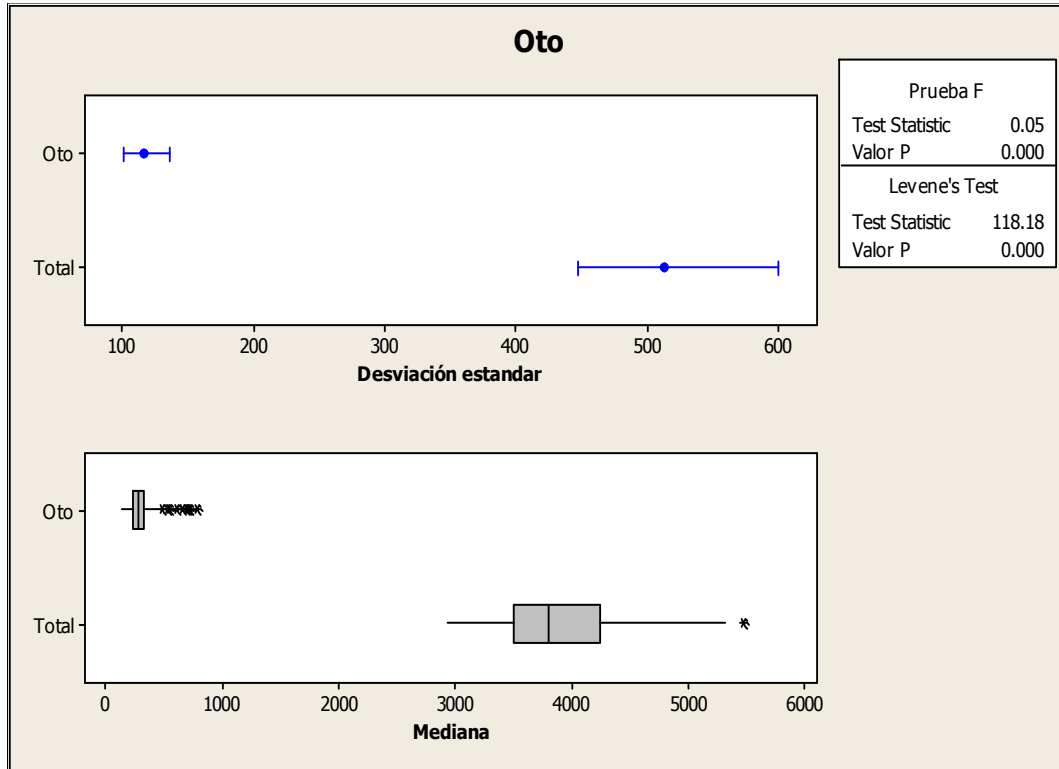 Oto
Prueba F
Test Statistic 0.05
Valor P 0.000
Levene's Test
Test Statistic 118.18
Valor P 0.000
Oto
Total
100 200 300 400 500 600
Desviación estandar
Oto
Total
0 1000 2000 3000 4000 5000 6000
Mediana